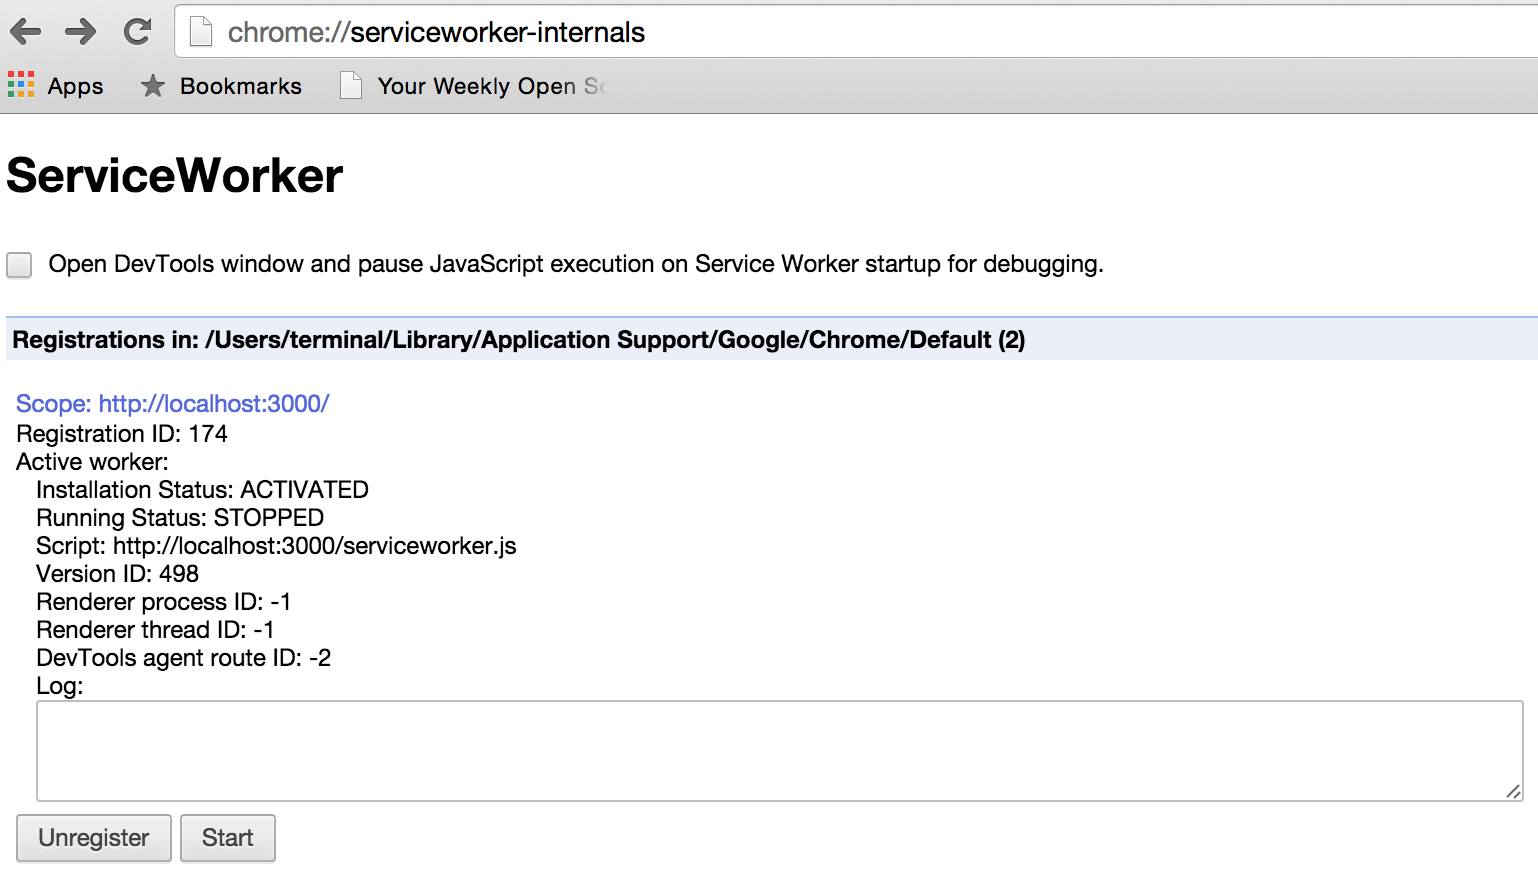 chrome://serviceworker-internals
Apps Bookmarks Your Weekly Open
ServiceWorker
Open DevTools window and pause JavaScript execution on Service Worker startup for debugging.
Registrations in: /Users/terminal/Library/Application Support/Google/Chrome/Default (2)
Scope: http://localhost:3000/
Registration ID: 174
Active worker:
Installation Status: ACTIVATED
Running Status: STOPPED
Script: http://localhost:3000/serviceworker.js
Version ID: 498
Renderer process ID: -1
Renderer thread ID: -1
DevTools agent route ID: -2
Log:
Unregister Start